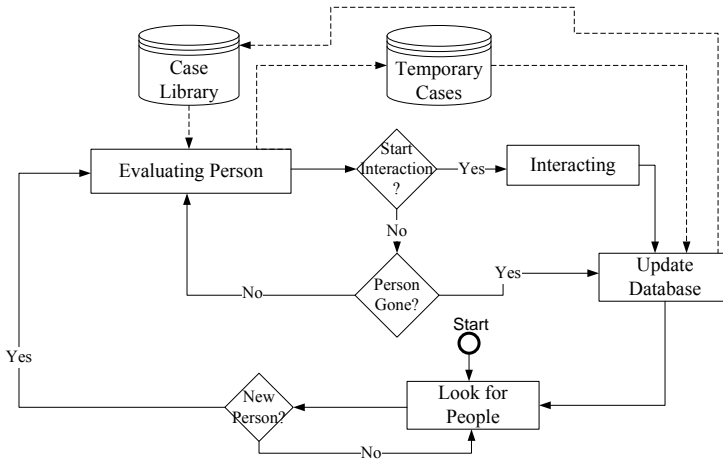 Case
Library
Temporary
Cases
Evaluating Person
Start
Interaction
?
Yes
Interacting
No
Person
Gone?
No
Yes
Update
Database
Start
Yes
New
Person?
Look for
People
No